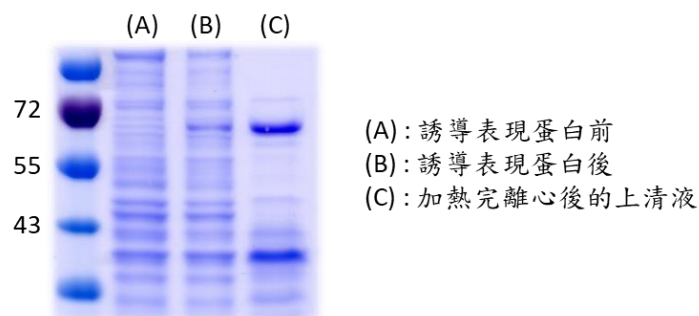 (A) (B) (C)
72
55
43
(A) : 誘導表現蛋白前
(B) : 誘導表現蛋白後
(C) : 加熱完離心後的上清液